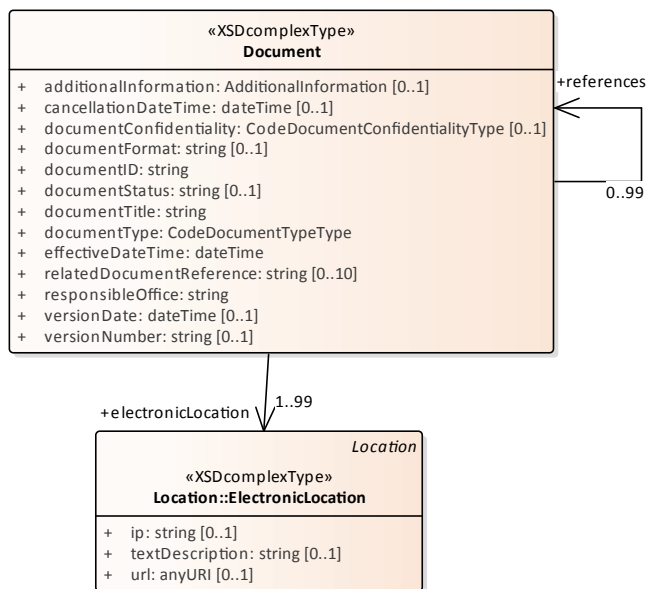 «XSDcomplexType»
Document
+ additionalInformation: AdditionalInformation [0..1]
+ cancellationDateTime: dateTime [0..1]
+ documentConfidentiality: CodeDocumentConfidentialityType [0..1]
+ documentFormat: string [0..1]
+ documentID: string
+ documentStatus: string [0..1]
+ documentTitle: string
+ documentType: CodeDocumentTypeType
+ effectiveDateTime: dateTime
+ relatedDocumentReference: string [0..10]
+ responsibleOffice: string
+ versionDate: dateTime [0..1]
+ versionNumber: string [0..1]
+references
0..99
+electronicLocation
1..99
Location
«XSDcomplexType»
Location::ElectronicLocation
+ ip: string [0..1]
+ textDescription: string [0..1]
+ url: anyURI [0..1]